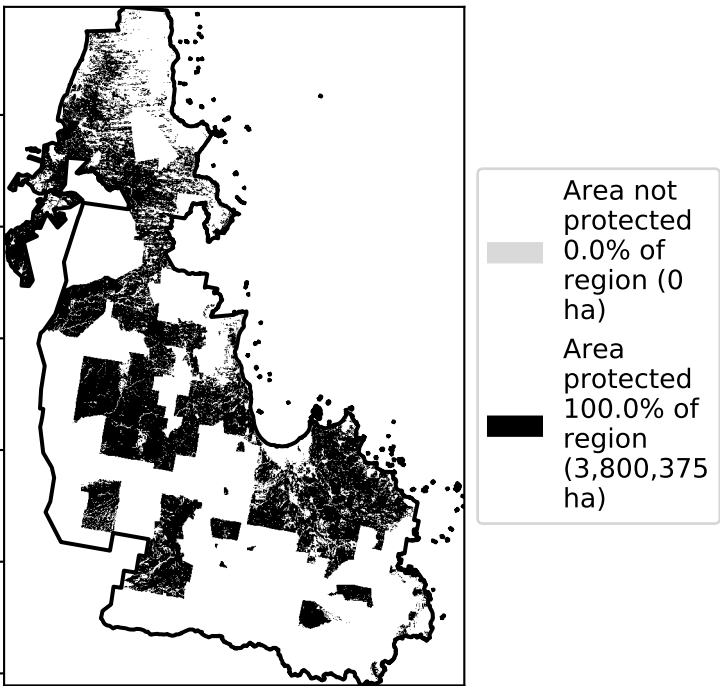 Area not
protected
0.0% of
region (0
ha)
Area
protected
100.0% of
region
(3,800,375
ha)